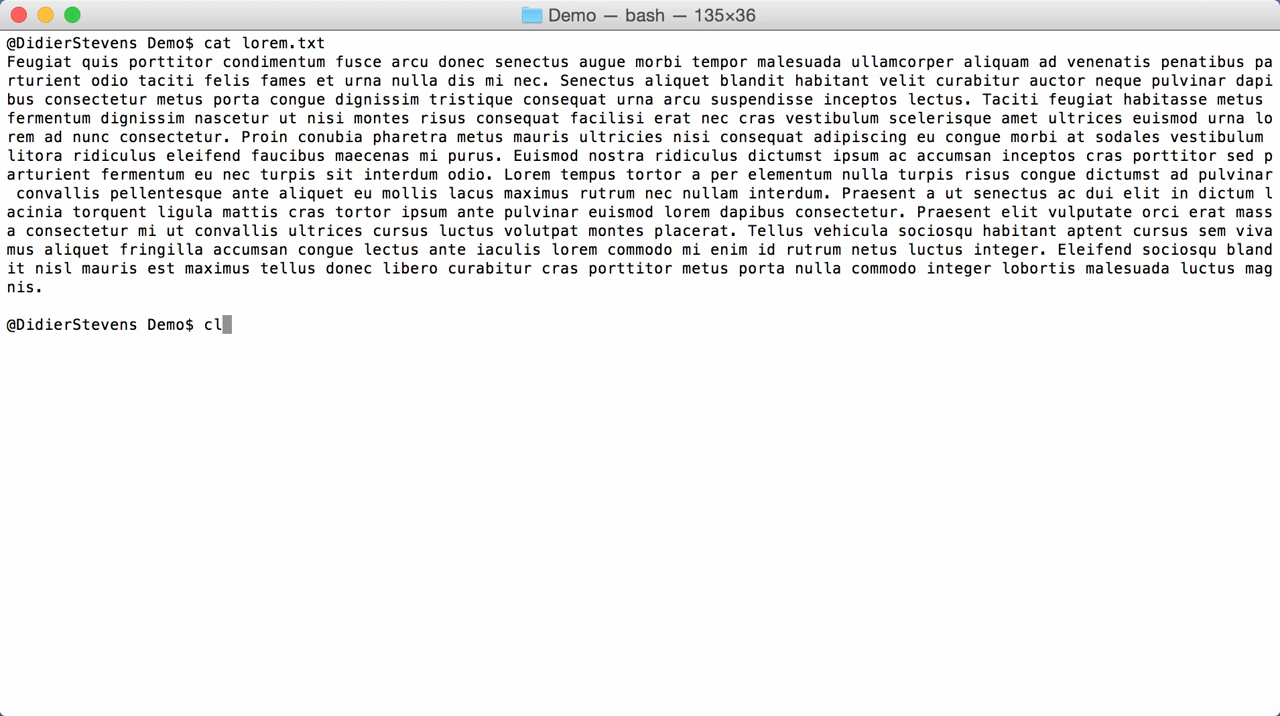 Demo — bash — 135×36
@DidierStevens Demo$ cat lorem.txt
Feugiat quis porttitor condimentum fusce arcu donec senectus augue morbi tempor malesuada ullamcorper aliquam ad venenatis penatibus pa
rturient odio taciti felis fames et urna nulla dis mi nec. Senectus aliquet blandit habitant velit curabitur auctor neque pulvinar dapi
bus consectetur metus porta congue dignissim tristique consequat urna arcu suspendisse inceptos lectus. Taciti feugiat habitasse metus
fermentum dignissim nascetur ut nisi montes risus consequat facilisi erat nec cras vestibulum scelerisque amet ultrices euismod urna lo
rem ad nunc consectetur. Proin conubia pharetra metus mauris ultricies nisi consequat adipiscing eu congue morbi at sodales vestibulum
litora ridiculus eleifend faucibus maecenas mi purus. Euismod nostra ridiculus dictumst ipsum ac accumsan inceptos cras porttitor sed p
arturient fermentum eu nec turpis sit interdum odio. Lorem tempus tortor a per elementum nulla turpis risus congue dictumst ad pulvinar
 convallis pellentesque ante aliquet eu mollis lacus maximus rutrum nec nullam interdum. Praesent a ut senectus ac dui elit in dictum l
acinia torquent ligula mattis cras tortor ipsum ante pulvinar euismod lorem dapibus consectetur. Praesent elit vulputate orci erat mass
a consectetur mi ut convallis ultrices cursus luctus volutpat montes placerat. Tellus vehicula sociosqu habitant aptent cursus sem viva
mus aliquet fringilla accumsan congue lectus ante iaculis lorem commodo mi enim id rutrum netus luctus integer. Eleifend sociosqu bland
it nisl mauris est maximus tellus donec libero curabitur cras porttitor metus porta nulla commodo integer lobortis malesuada luctus mag
nis.
@DidierStevens Demo$ cl